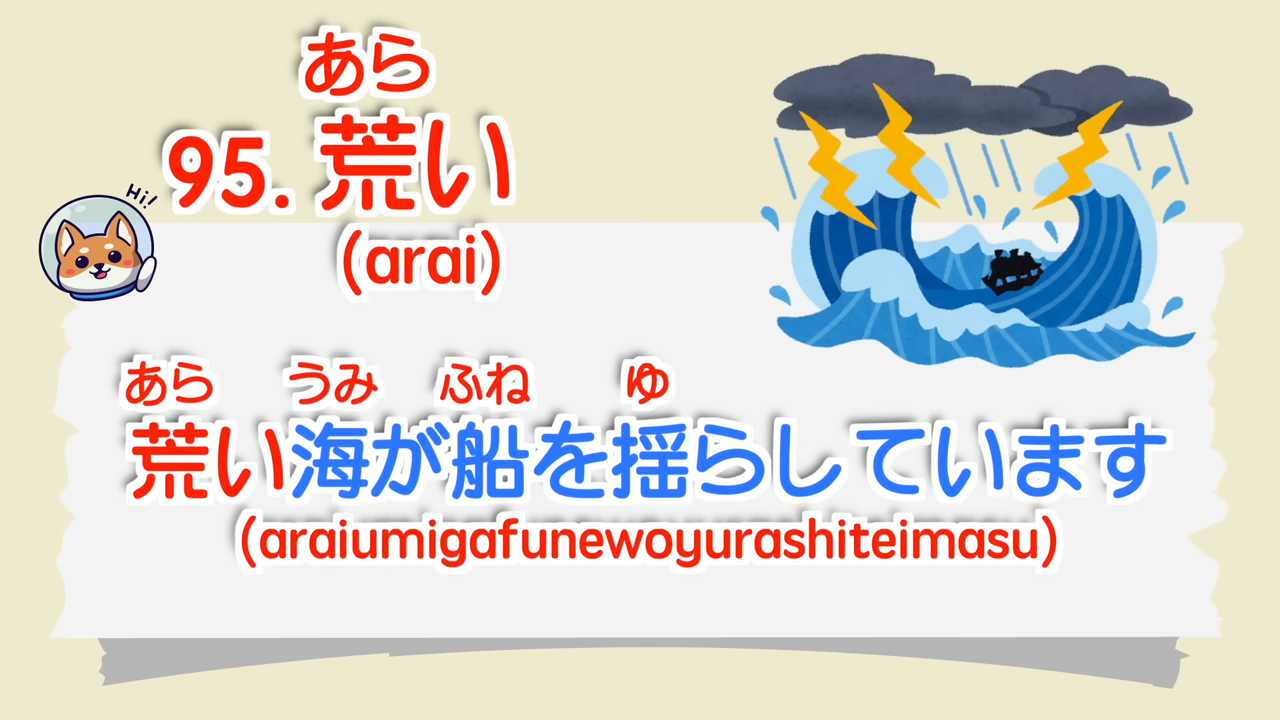 あら
95. 荒い
(arai)
Hi!
あら うみ ふね ゆ
荒い海が船を揺らしています
(araiumigafunewoyurashiteimasu)